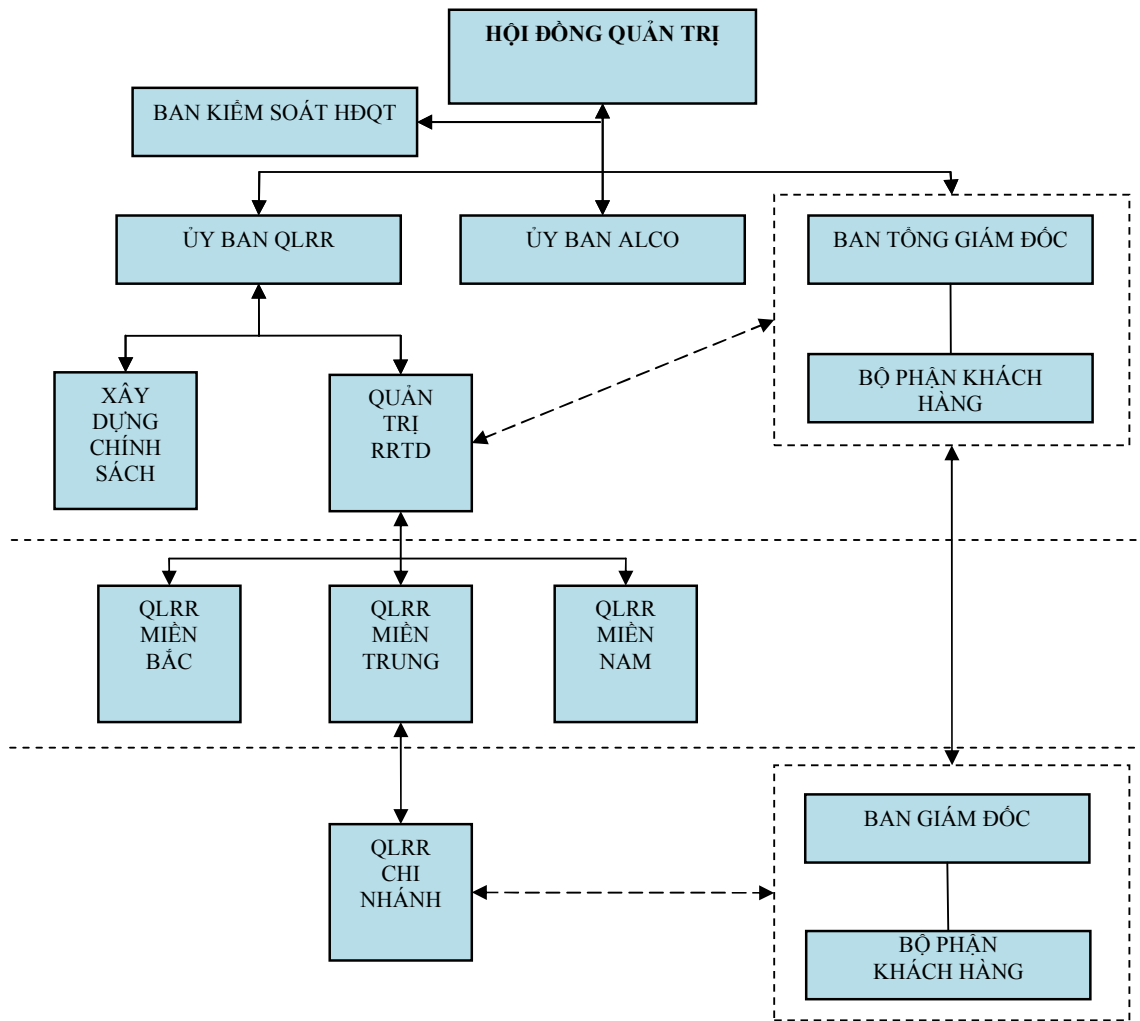 HỘI ĐỒNG QUẢN TRỊ
BAN KIỂM SOÁT HĐQT
ỦY BAN QLRR
ỦY BAN ALCO
BAN TỔNG GIÁM ĐỐC
BỘ PHẬN KHÁCH
HÀNG
XÂY
DỰNG
CHÍNH
SÁCH
QUẢN
TRỊ
RRTD
QLRR
MIỀN
BẮC
QLRR
MIỀN
TRUNG
QLRR
MIỀN
NAM
QLRR
CHI
NHÁNH
BAN GIÁM ĐỐC
BỘ PHẬN
KHÁCH HÀNG